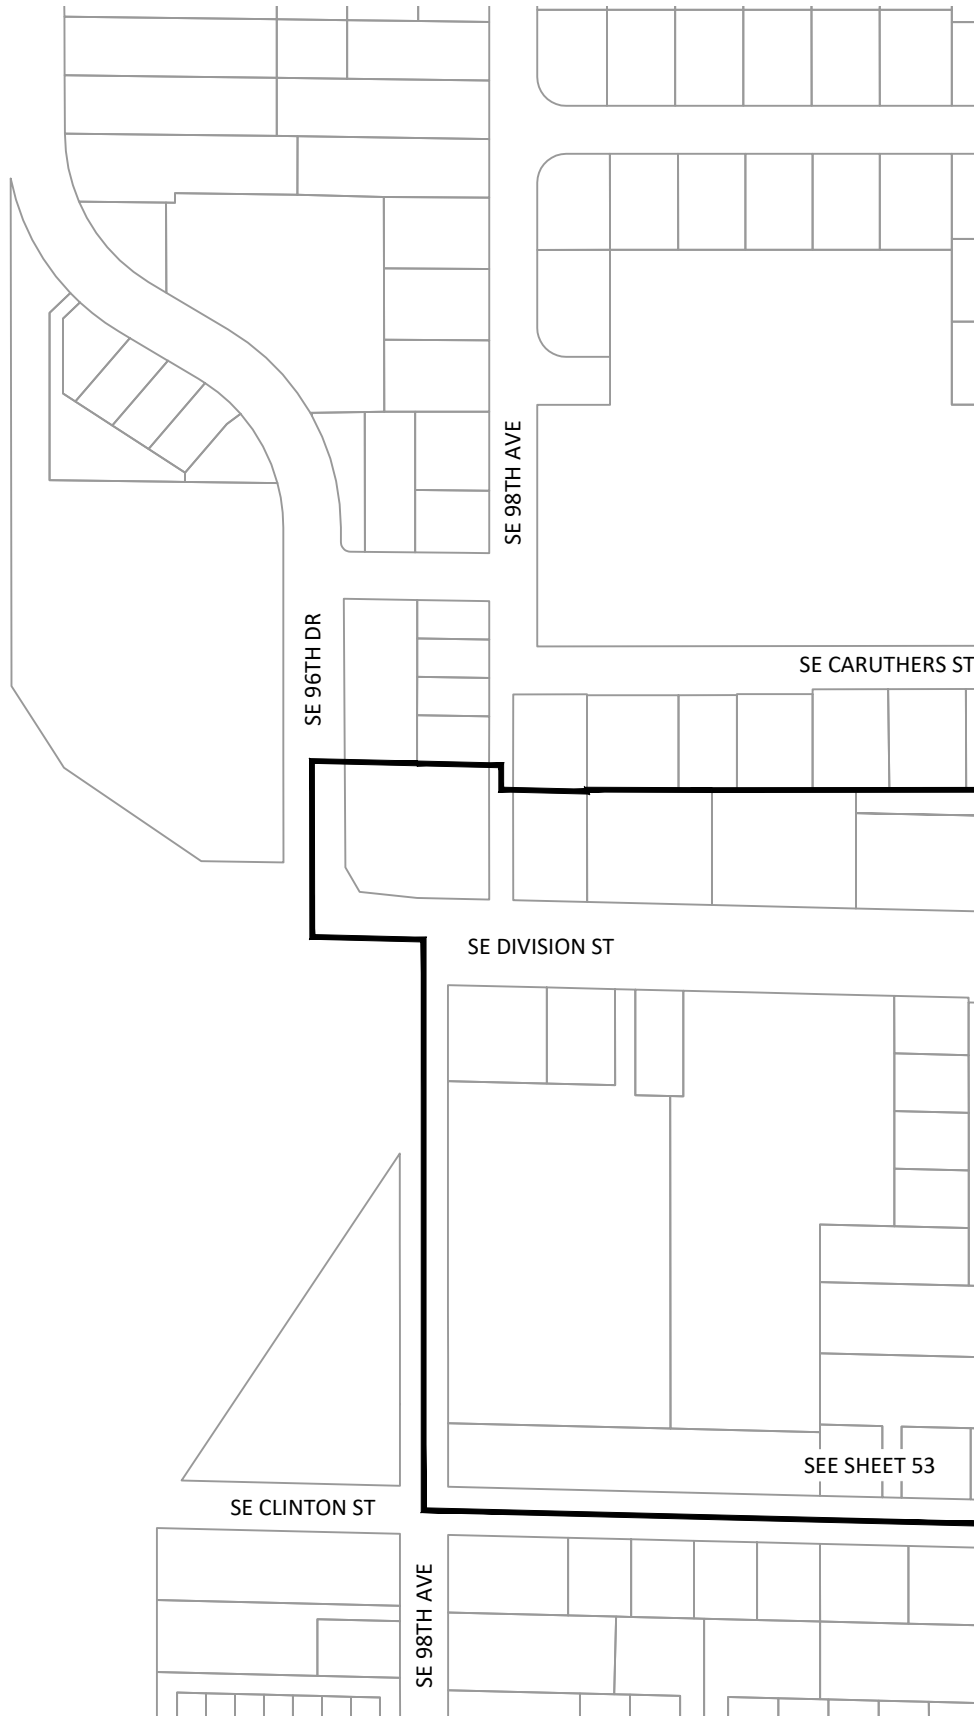 SE 98TH AVE
SE 96TH DR
SE CARUTHERS ST
SE DIVISION ST
SEE SHEET 53
SE CLINTON ST
SE 98TH AVE